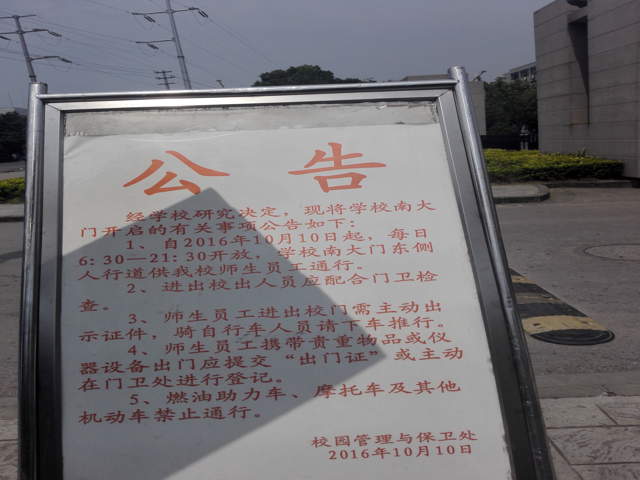 公告
经学校研究决定，现将学校南大
门开启的有关事项公告如下：
1、自2016年10月10日起，每日
6:30—21:30开放，学校南大门东侧
人行道供我校师生员工通行。
2、进出校出人员应配合门卫检
查。
3、师生员工进出校门需主动出
示证件，骑自行车人员请下车推行。
4、师生员工携带贵重物品或仪
器设备出门应提交“出门证”或主动
在门卫处进行登记。
5、燃油助力车、摩托车及其他
机动车禁止通行。
校园管理与保卫处
2016年10月10日